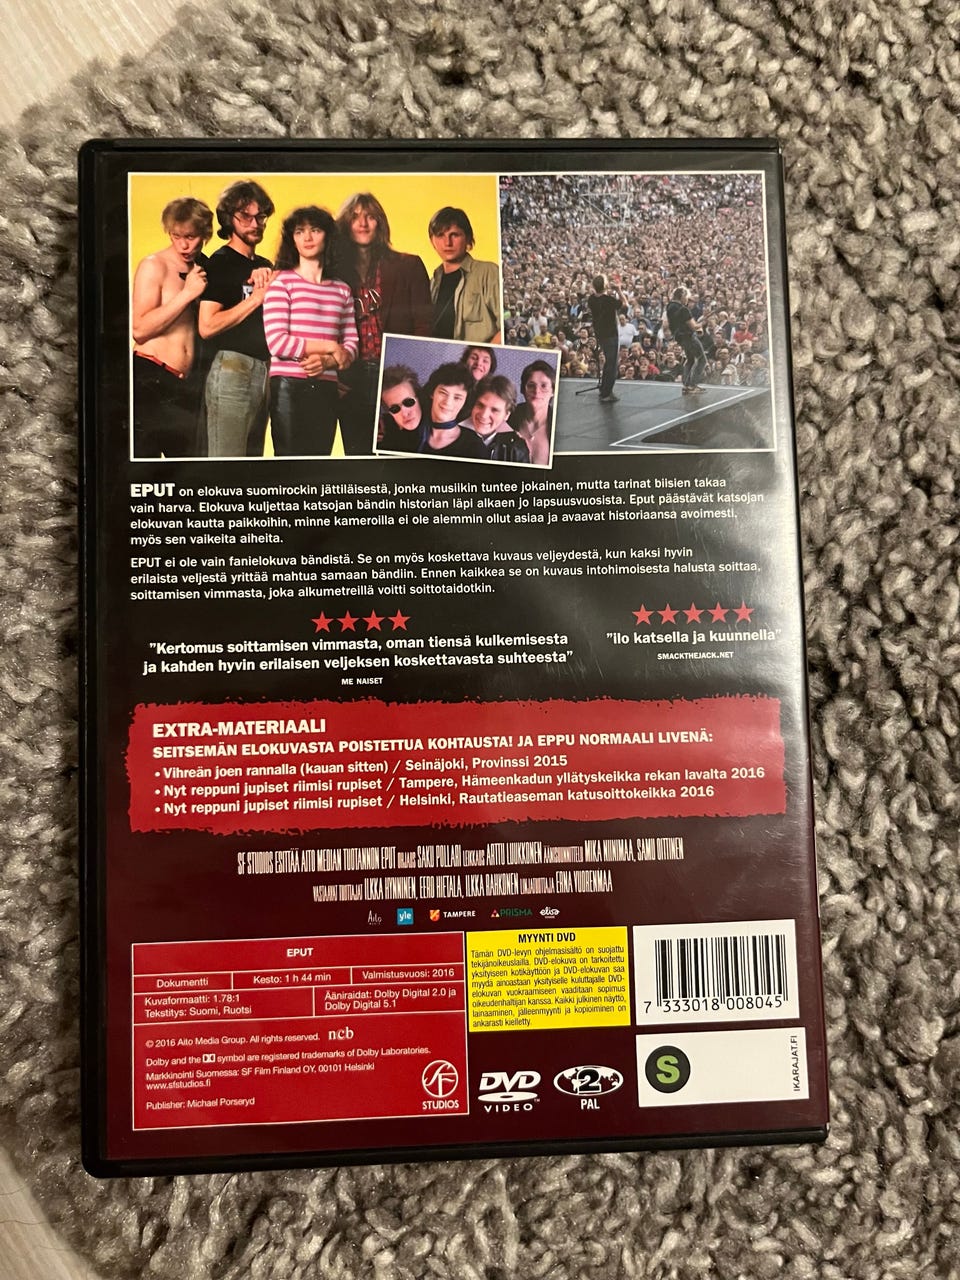 EPUT on elokuva suomirockin jättiläisestä, jonka musiikin tuntee jokainen, mutta tarinat biisien takaa
vain harva. Elokuva kuljettaa katsojan bändin historian läpi alkaen jo lapsuusvuosista. Eput päästävät katsojan
elokuvan kautta paikkoihin, minne kameroilla ei ole aiemmin ollut asiaa ja avaavat historiaansa avoimesti,
myös sen vaikeita aiheita.
EPUT ei ole vain fanielokuva bändistä. Se on myös koskettava kuvaus veljeydestä, kun kaksi hyvin
erilaista veljestä yrittää mahtua samaan bändiin. Ennen kaikkea se on kuvaus intohimoisesta halusta soittaa,
soittamisen vimmasta, joka alkumetreillä voitti soittotaidotkin.
"Kertomus soittamisen vimmasta, oman tiensä kulkemisesta
ja kahden hyvin erilaisen veljeksen koskettavasta suhteesta"
ME NAISET
"ilo katsella ja kuunnella"
SMACKTHEJACK.NET
EXTRA-MATERIAALI
SEITSEMÄN ELOKUVASTA POISTETTUA KOHTAUSTA! JA EPPU NORMAALI LIVENÄ:
• Vihreän joen rannalla (kauan sitten) / Seinäjoki, Provinssi 2015
• Nyt reppuni jupiset riimisi rupiset / Tampere, Hämeenkadun yllätyskeikka rekan lavalta 2016
• Nyt reppuni jupiset riimisi rupiset / Helsinki, Rautatieaseman katusoittokeikka 2016
SF STUDIOS ESITTÄÄ AITO MEDIAN TUOTANNON EPUT OHJAUS SAKU POLLARI LEIKKAUS ARTTU LUUKKONEN ÄÄNISUUNNITTELU MIKA NIINIMAA, SAMU OITTINEN
VASTAAVAT TUOTTAJAT ILKKA HYNNINEN, EERO HIETALA, ILKKA RAHKONEN LINJATUOTTAJA ERNA VUORENMAA
Aito yle TAMPERE PRISMA elisa
EPUT
Dokumentti
Kesto: 1 h 44 min
Valmistusvuosi: 2016
Kuvaformaatti: 1.78:1
Tekstitys: Suomi, Ruotsi
Ääniraidat: Dolby Digital 2.0 ja
Dolby Digital 5.1
© 2016 Aito Media Group. All rights reserved. ncb
Dolby and the DD symbol are registered trademarks of Dolby Laboratories.
Markkinointi Suomessa: SF Film Finland OY, 00101 Helsinki
www.sfstudios.fi
Publisher: Michael Porseryd
SF
STUDIOS
MYYNTI DVD
Tämän DVD-levyn ohjelmasisältö on suojattu
tekijänoikeuslailla. DVD-elokuva on tarkoitettu
yksityiseen kotikäyttöön ja DVD-elokuvan saa
myydä ainoastaan yksityiselle kuluttajalle DVD-
elokuvan vuokraamiseen vaaditaan sopimus
oikeudenhaltijan kanssa. Kaikki julkinen näyttö,
lainaaminen, jälleenmyynti ja kopioiminen on
ankarasti kielletty.
DVD
VIDEO™
2
PAL
7 333018 008045
S
IKARAJAT.FI